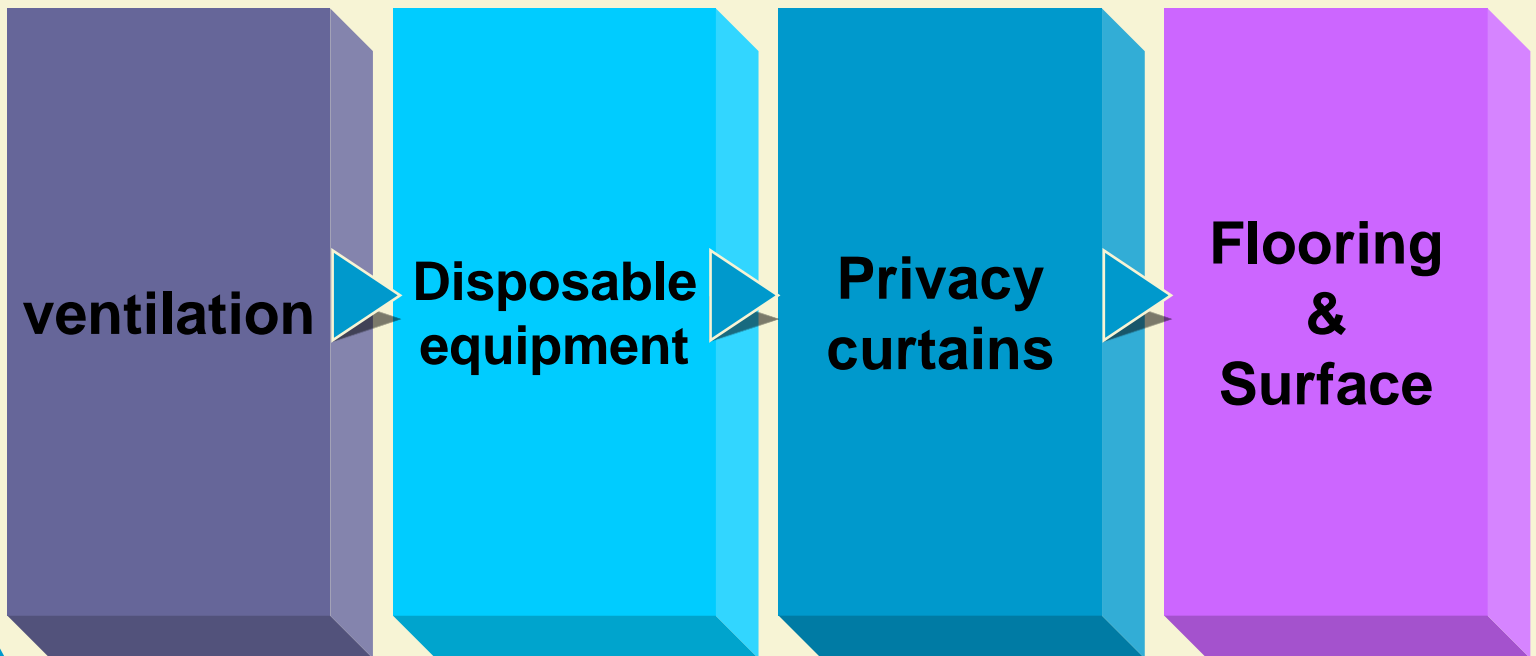 ventilation
Disposable
equipment
Privacy
curtains
Flooring
&
Surface